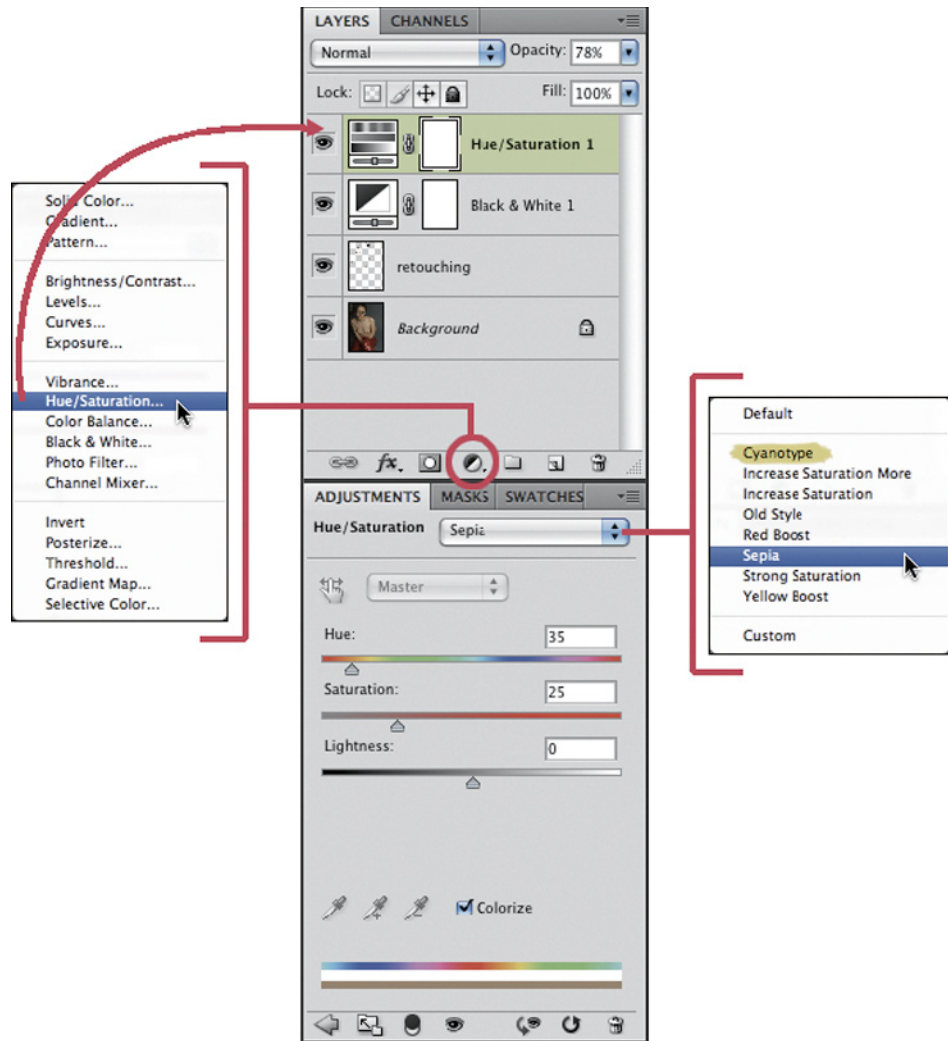 LAYERS CHANNELS
Normal Opacity: 78%
Lock: Fill: 100%
Hue/Saturation 1
Black & White 1
retouching
Background
fx.
Solid Color...
Gradient...
Pattern...
Brightness/Contrast...
Levels...
Curves...
Exposure...
Vibrance...
Hue/Saturation...
Color Balance...
Black & White...
Photo Filter...
Channel Mixer...
Invert
Posterize...
Threshold...
Gradient Map...
Selective Color...
ADJUSTMENTS MASKS SWATCHES
Hue/Saturation Sepia
Master
Hue: 35
Saturation: 25
Lightness: 0
Colorize
Default
Cyanotype
Increase Saturation More
Increase Saturation
Old Style
Red Boost
Sepia
Strong Saturation
Yellow Boost
Custom